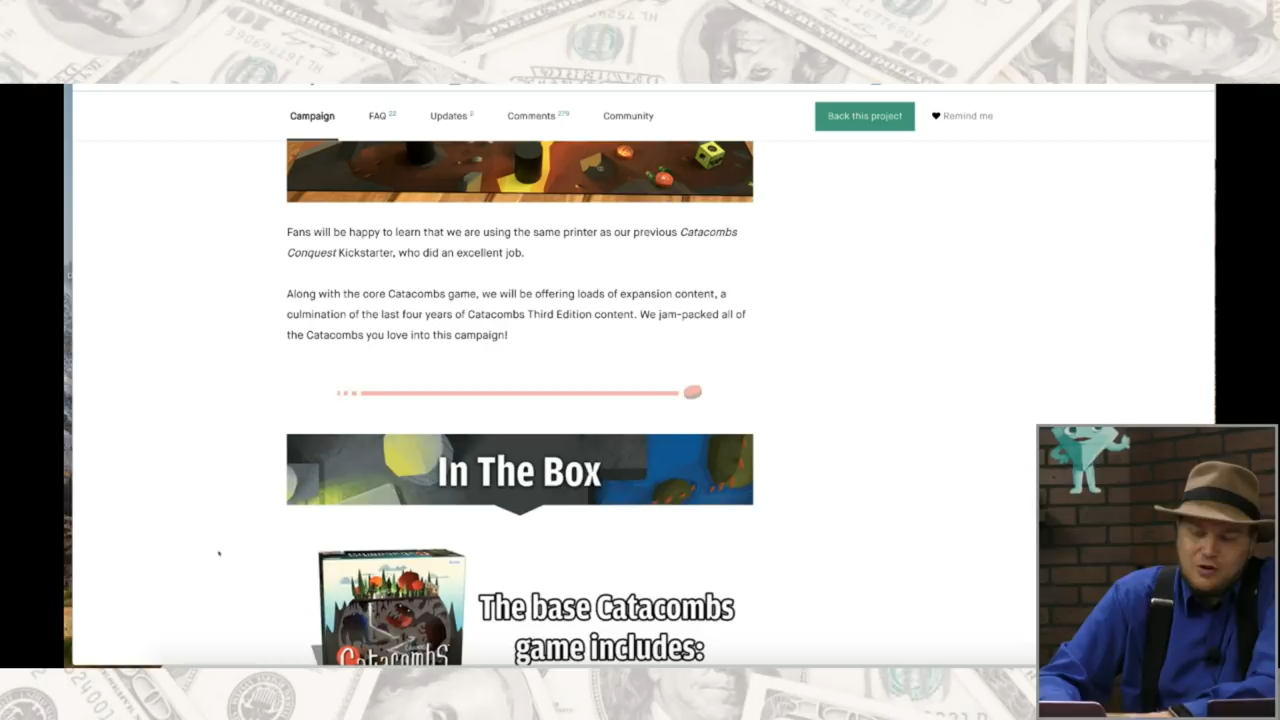 Campaign
FAQ 22
Updates 2
Comments 279
Community
Back this project
Remind me
Fans will be happy to learn that we are using the same printer as our previous Catacombs
Conquest Kickstarter, who did an excellent job.
Along with the core Catacombs game, we will be offering loads of expansion content, a
culmination of the last four years of Catacombs Third Edition content. We jam-packed all of
the Catacombs you love into this campaign!
In The Box
The base Catacombs
game includes:
Catacombs
100